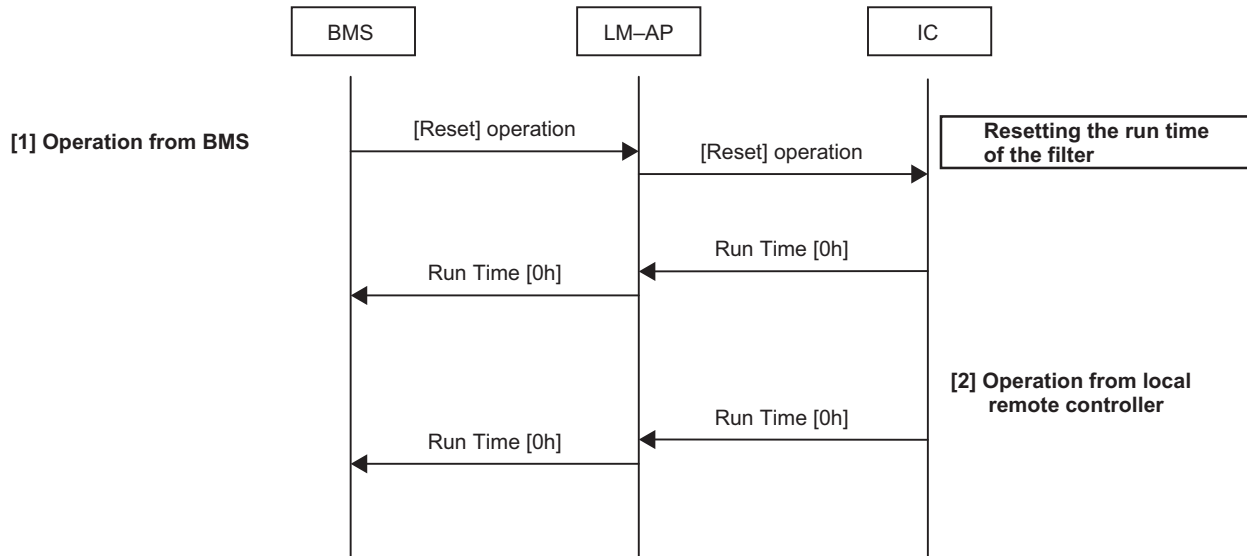 BMS
LM–AP
IC
[1] Operation from BMS
[Reset] operation
[Reset] operation
Resetting the run time
of the filter
Run Time [0h]
Run Time [0h]
[2] Operation from local
remote controller
Run Time [0h]
Run Time [0h]